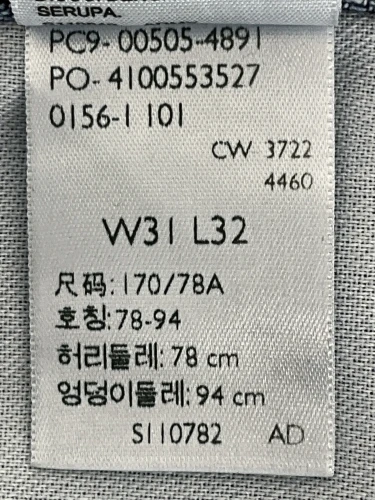 SERUPA.
PC9- 00505-4891
PO- 4100553527
0156-1 101
CW 3722
4460
W31 L32
尺码:170/78A
호칭:78-94
허리둘레: 78 cm
엉덩이둘레: 94 cm
S110782 AD